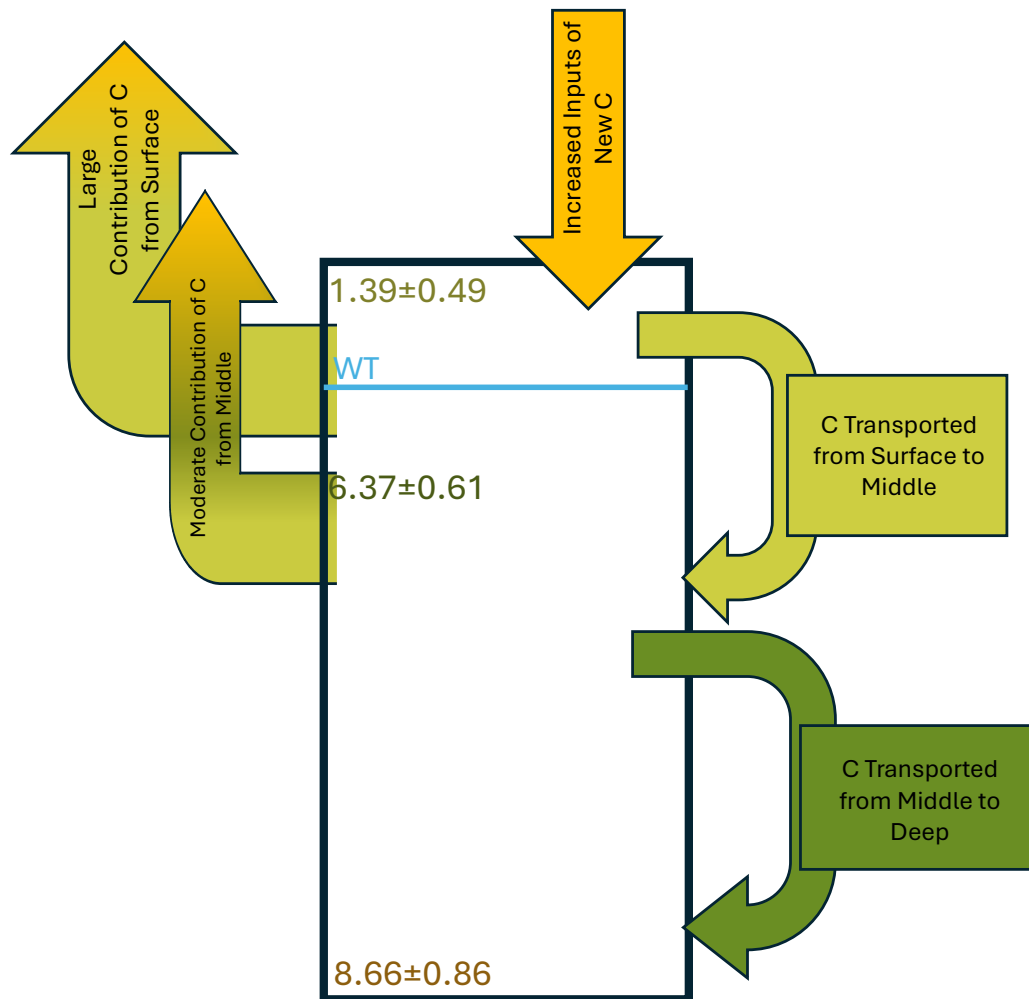 Large
Contribution of C
from Surface
Moderate Contribution of C
from Middle
Increased Inputs of
New C
1.39±0.49
WT
6.37±0.61
8.66±0.86
C Transported
from Surface to
Middle
C Transported
from Middle to
Deep